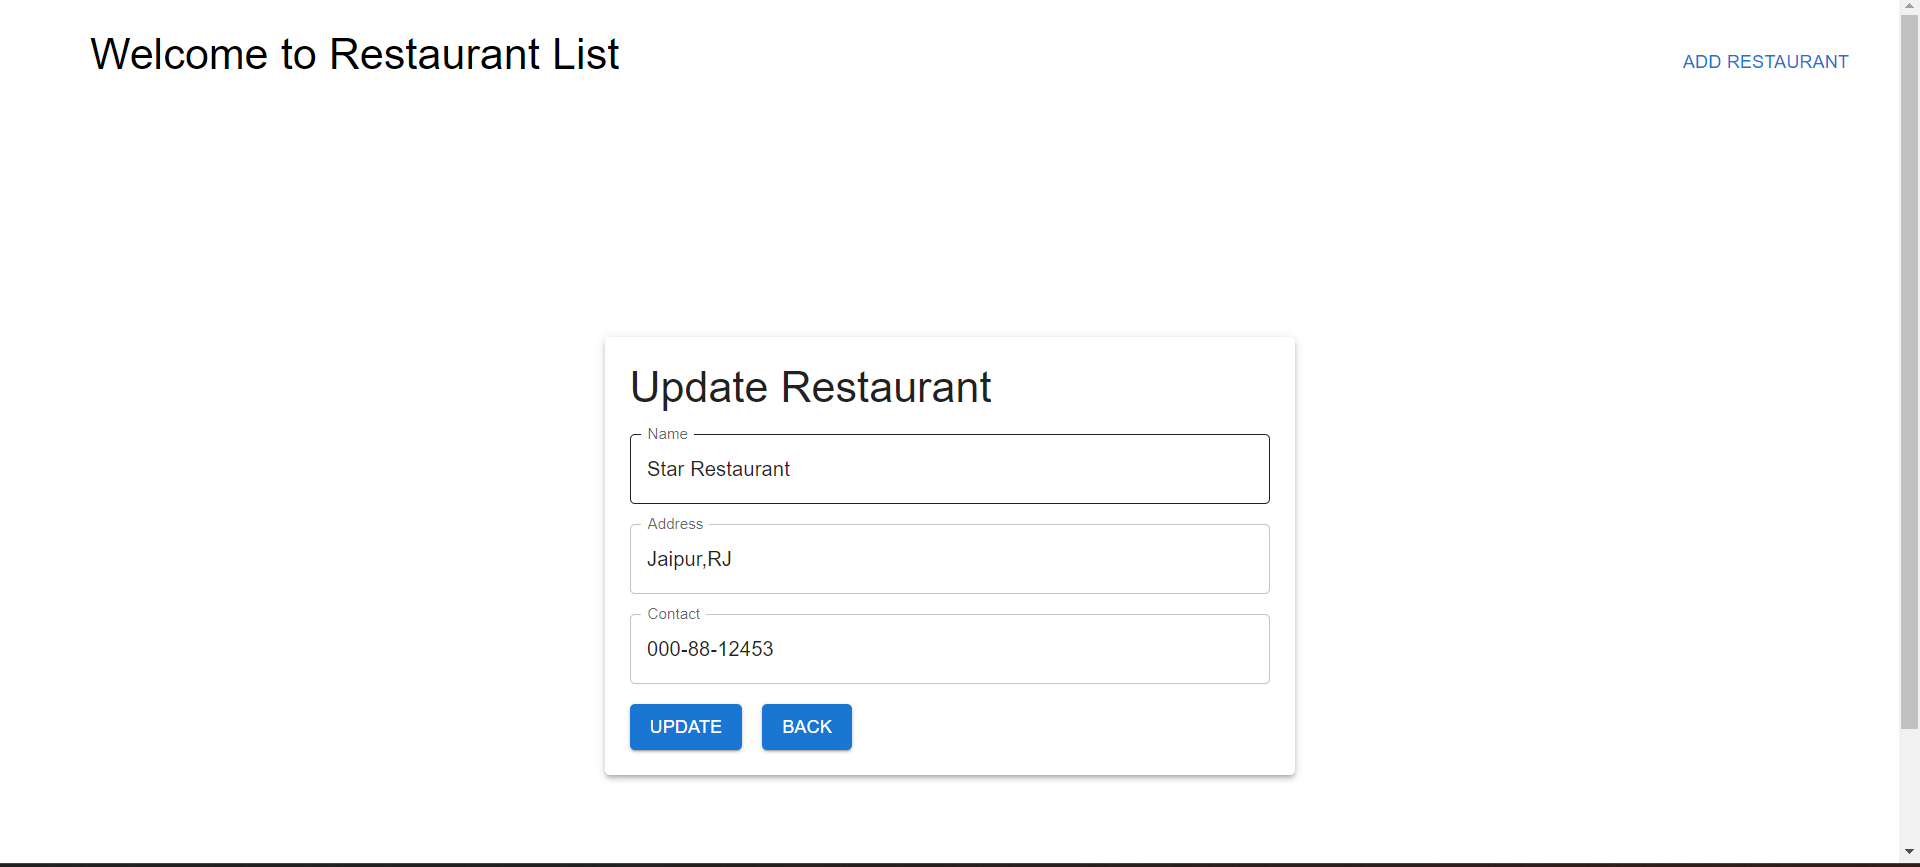 Welcome to Restaurant List
ADD RESTAURANT
Update Restaurant
Name
Star Restaurant
Address
Jaipur,RJ
Contact
000-88-12453
UPDATE
BACK